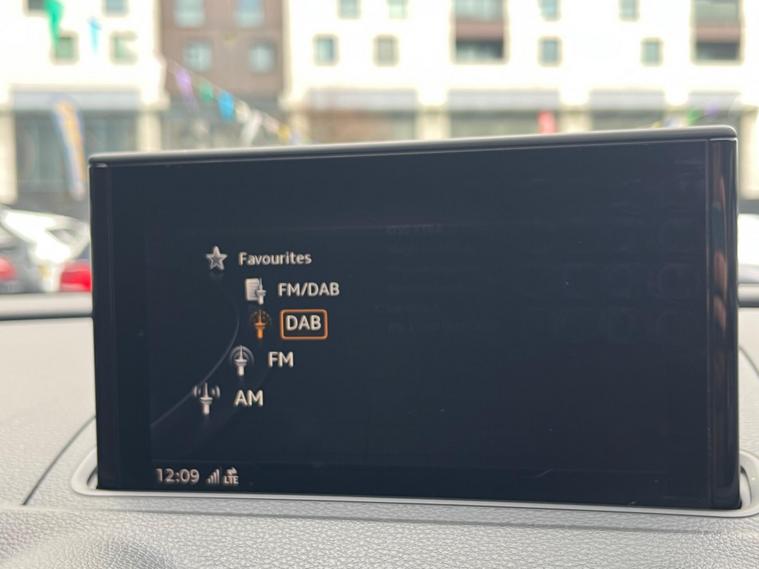 Favourites
FM/DAB
DAB
FM
AM
12:09 LTE